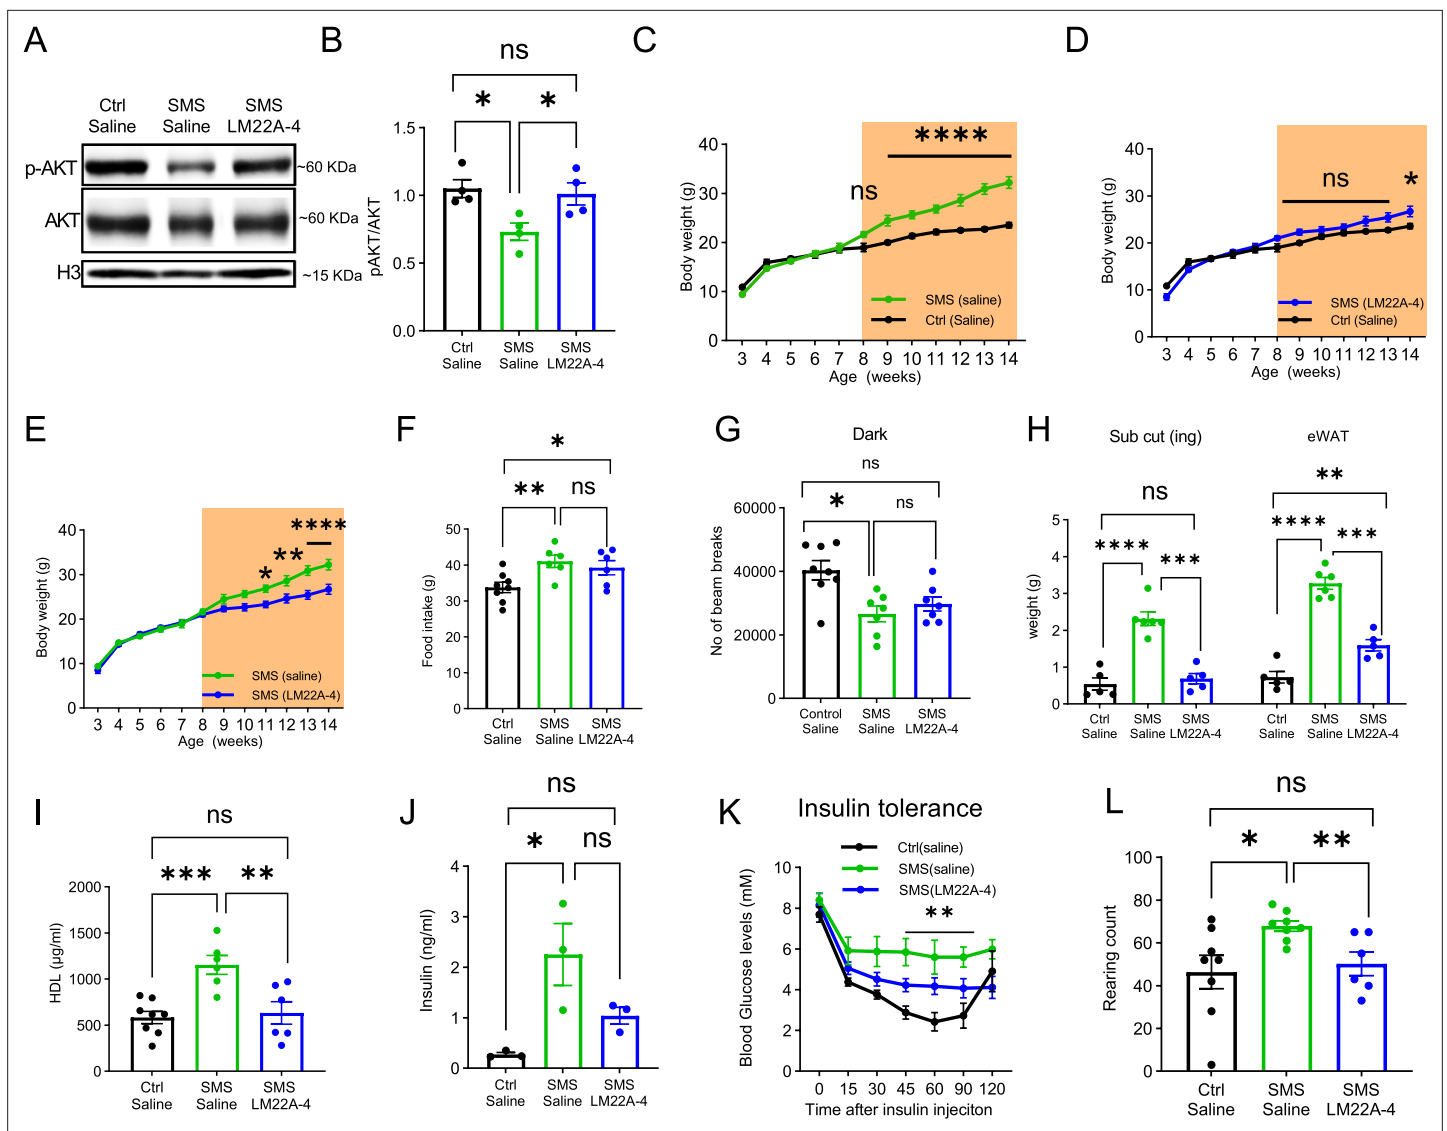 A
Ctrl
Saline
SMS
Saline
SMS
LM22A-4
p-AKT
~60 KDa
AKT
~60 KDa
H3
~15 KDa
B
ns
*
*
pAKT/AKT
1.5
1.0
0.5
0.0
Ctrl
Saline
SMS
Saline
SMS
LM22A-4
C
****
ns
Body weight (g)
40
30
20
10
0
SMS (saline)
Ctrl (Saline)
3 4 5 6 7 8 9 10 11 12 13 14
Age (weeks)
D
ns
*
Body weight (g)
40
30
20
10
0
SMS (LM22A-4)
Ctrl (Saline)
3 4 5 6 7 8 9 10 11 12 13 14
Age (weeks)
E
****
**
*
Body weight (g)
40
30
20
10
0
SMS (saline)
SMS (LM22A-4)
3 4 5 6 7 8 9 10 11 12 13 14
Age (weeks)
F
*
**
ns
Food intake (g)
50
40
30
20
10
0
Ctrl
Saline
SMS
Saline
SMS
LM22A-4
G
Dark
ns
*
ns
No of beam breaks
60000
40000
20000
0
Control
Saline
SMS
Saline
SMS
LM22A-4
H
Sub cut (ing)
eWAT
ns
**
****
***
****
***
weight (g)
5
4
3
2
1
0
Ctrl
Saline
SMS
Saline
SMS
LM22A-4
Ctrl
Saline
SMS
Saline
SMS
LM22A-4
I
ns
***
**
HDL (µg/ml)
2000
1500
1000
500
0
Ctrl
Saline
SMS
Saline
SMS
LM22A-4
J
ns
*
ns
Insulin (ng/ml)
4
3
2
1
0
Ctrl
Saline
SMS
Saline
SMS
LM22A-4
K
Insulin tolerance
Ctrl(saline)
SMS(saline)
SMS(LM22A-4)
**
Blood Glucose levels (mM)
10
8
6
4
2
0
0 15 30 45 60 90 120
Time after insulin injeciton
L
ns
*
**
Rearing count
100
80
60
40
20
0
Ctrl
Saline
SMS
Saline
SMS
LM22A-4